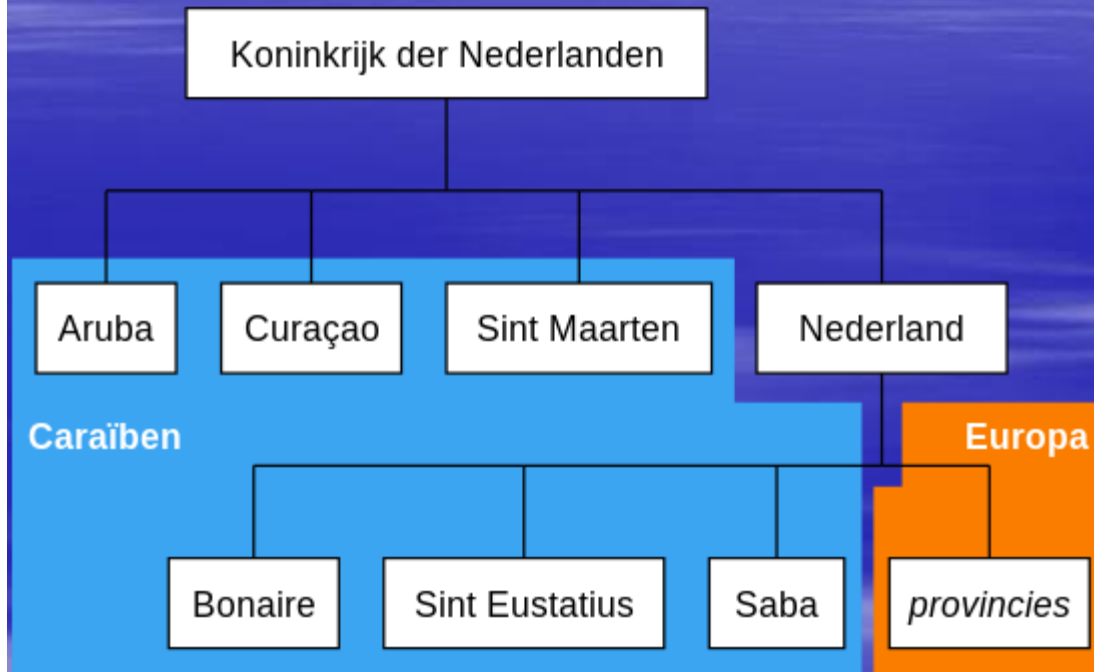 Koninkrijk der Nederlanden
Aruba
Curaçao
Sint Maarten
Nederland
Caraïben
Europa
Bonaire
Sint Eustatius
Saba
provincies